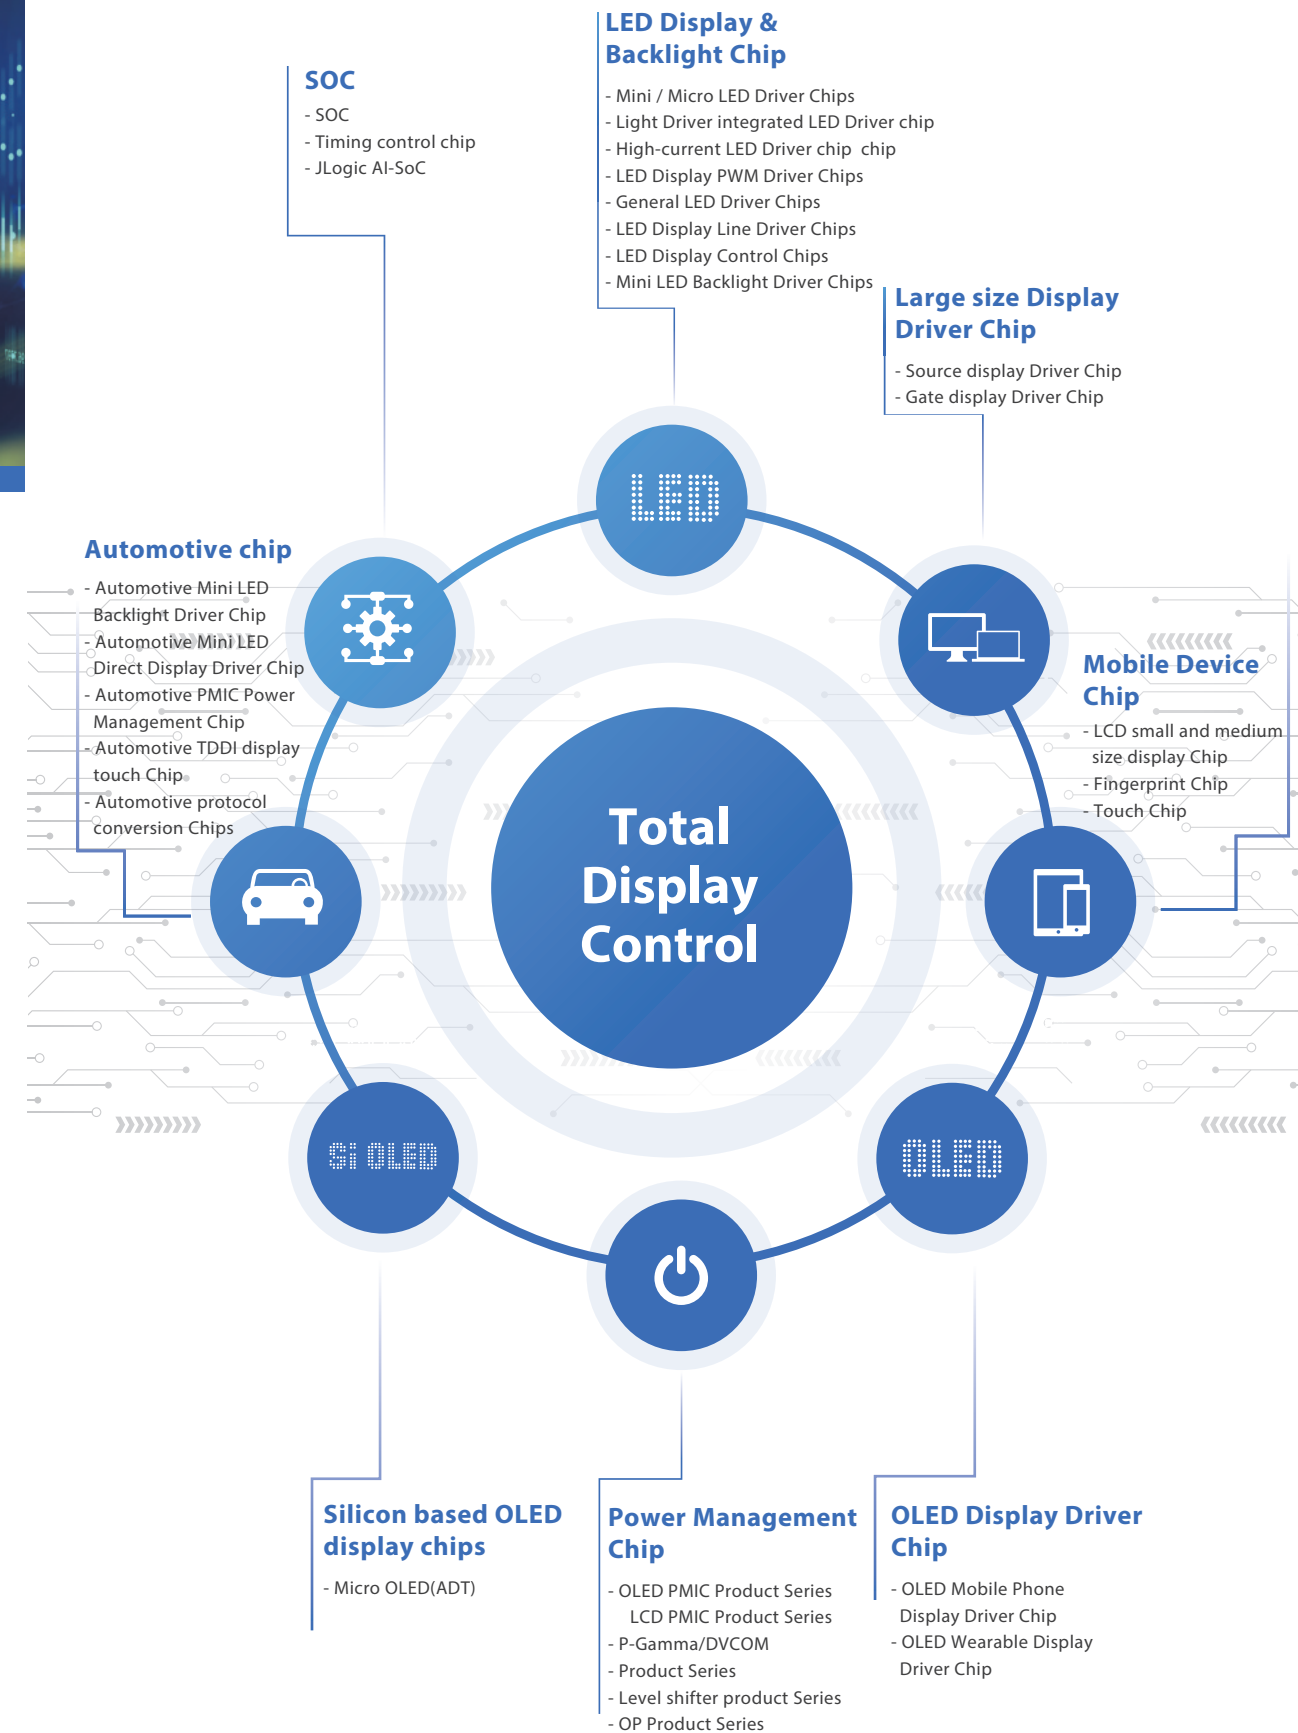 LED Display &
Backlight Chip
- Mini / Micro LED Driver Chips
- Light Driver integrated LED Driver chip
- High-current LED Driver chip  chip
- LED Display PWM Driver Chips
- General LED Driver Chips
- LED Display Line Driver Chips
- LED Display Control Chips
- Mini LED Backlight Driver Chips
SOC
- SOC
- Timing control chip
- JLogic AI-SoC
Large size Display
Driver Chip
- Source display Driver Chip
- Gate display Driver Chip
LED
Automotive chip
- Automotive Mini LED
Backlight Driver Chip
- Automotive Mini LED
Direct Display Driver Chip
- Automotive PMIC Power
Management Chip
- Automotive TDDI display
touch Chip
- Automotive protocol
conversion Chips
Mobile Device
Chip
- LCD small and medium
size display Chip
- Fingerprint Chip
- Touch Chip
Total
Display
Control
Si OLED
OLED
Silicon based OLED
display chips
- Micro OLED(ADT)
Power Management
Chip
- OLED PMIC Product Series
LCD PMIC Product Series
- P-Gamma/DVCOM
- Product Series
- Level shifter product Series
- OP Product Series
OLED Display Driver
Chip
- OLED Mobile Phone
Display Driver Chip
- OLED Wearable Display
Driver Chip